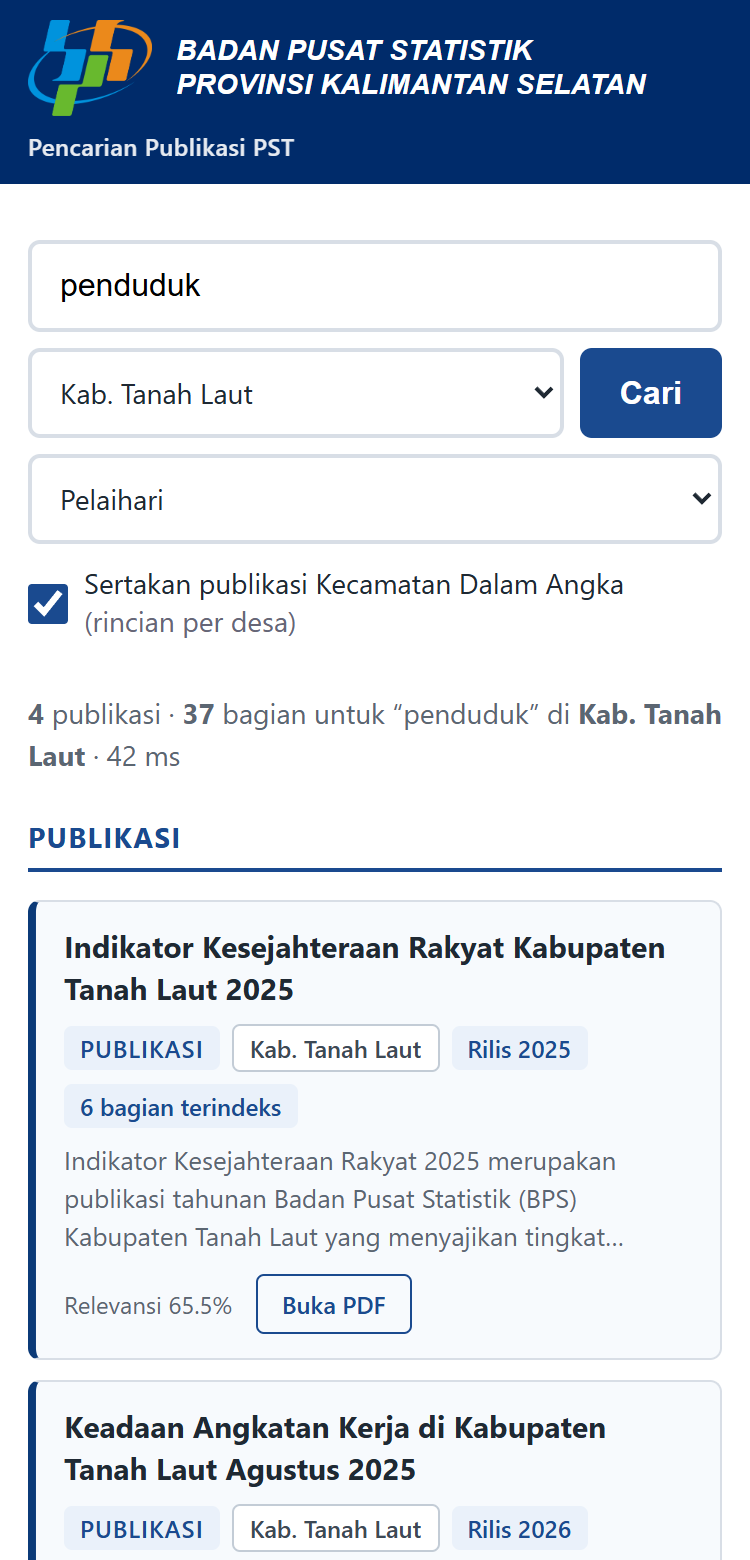 BADAN PUSAT STATISTIK
PROVINSI KALIMANTAN SELATAN
Pencarian Publikasi PST
penduduk
Kab. Tanah Laut
Cari
Pelaihari
Sertakan publikasi Kecamatan Dalam Angka
(rincian per desa)
4 publikasi · 37 bagian untuk “penduduk” di Kab. Tanah
Laut · 42 ms
PUBLIKASI
Indikator Kesejahteraan Rakyat Kabupaten
Tanah Laut 2025
PUBLIKASI Kab. Tanah Laut Rilis 2025
6 bagian terindeks
Indikator Kesejahteraan Rakyat 2025 merupakan
publikasi tahunan Badan Pusat Statistik (BPS)
Kabupaten Tanah Laut yang menyajikan tingkat...
Relevansi 65.5% Buka PDF
Keadaan Angkatan Kerja di Kabupaten
Tanah Laut Agustus 2025
PUBLIKASI Kab. Tanah Laut Rilis 2026